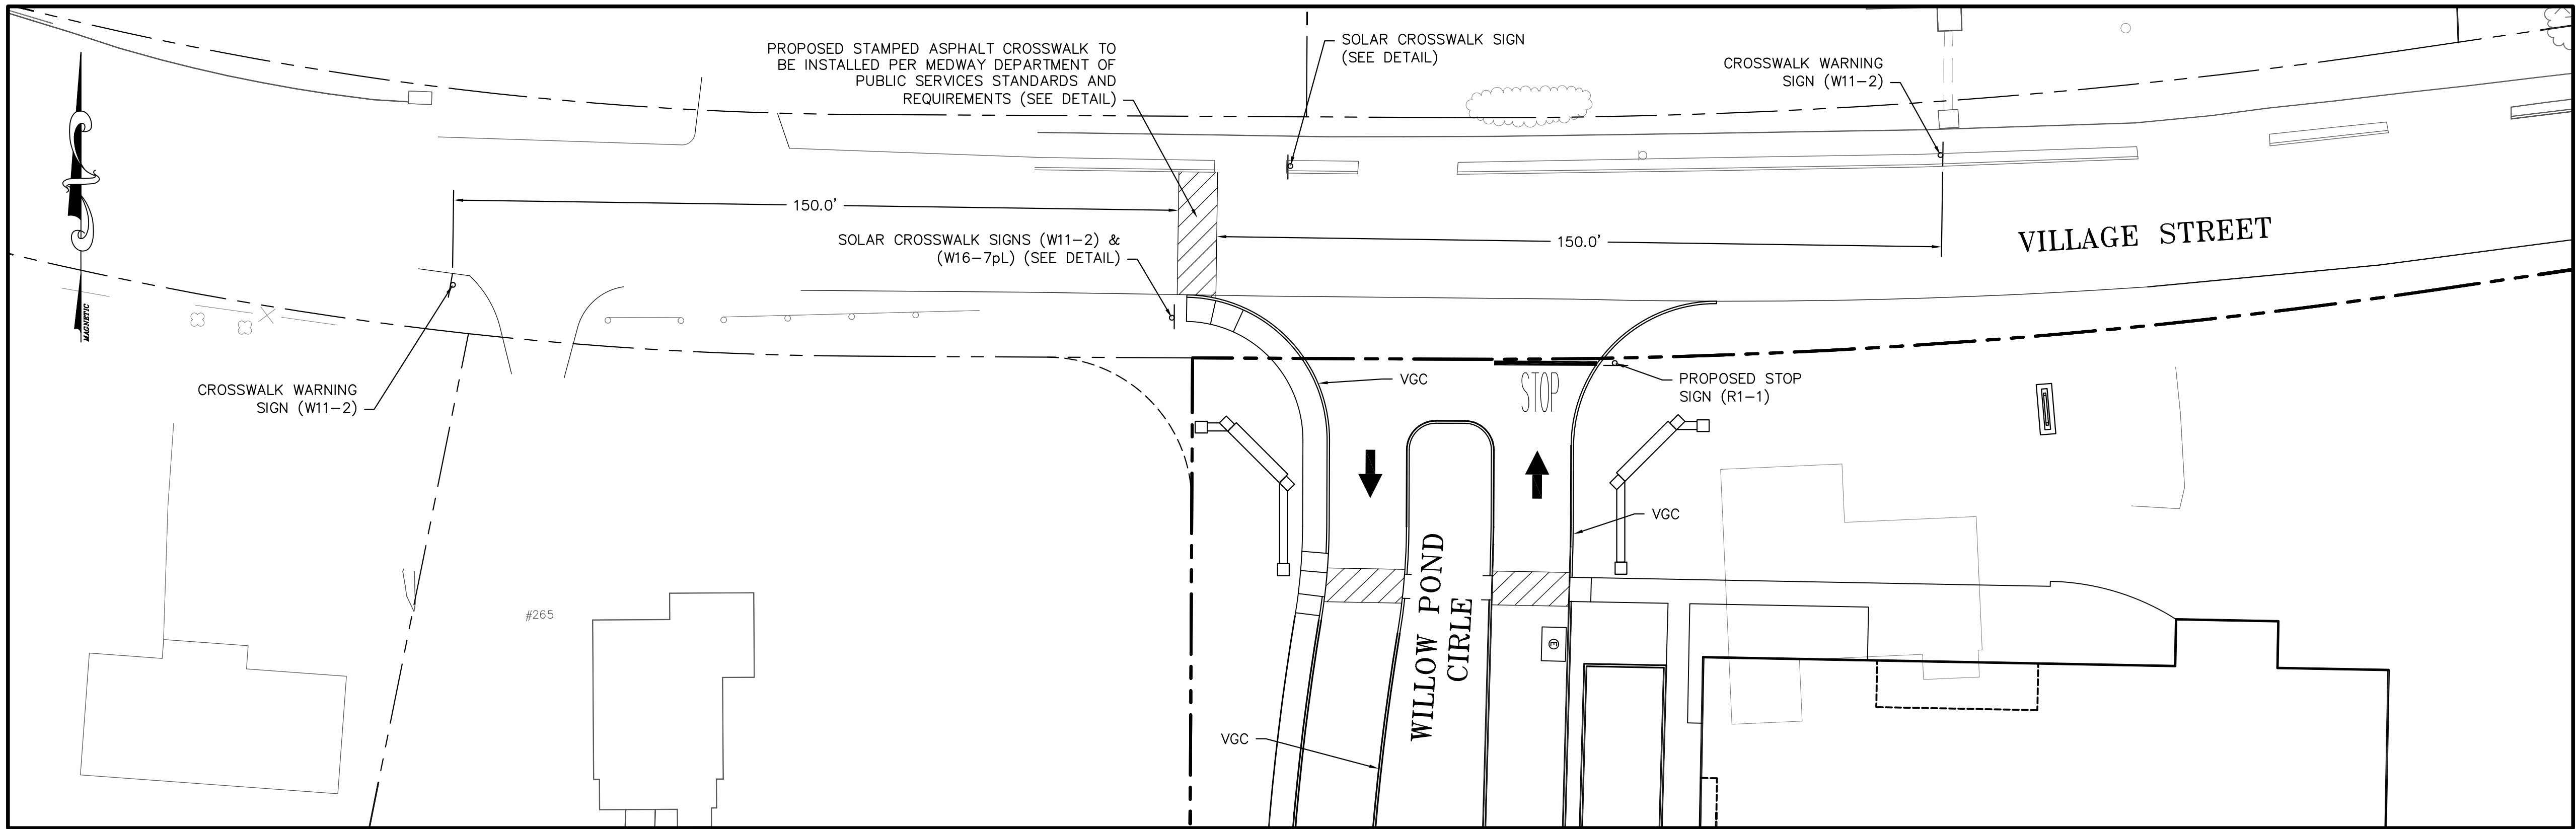 PROPOSED STAMPED ASPHALT CROSSWALK TO
BE INSTALLED PER MEDWAY DEPARTMENT OF
PUBLIC SERVICES STANDARDS AND
REQUIREMENTS (SEE DETAIL)
SOLAR CROSSWALK SIGN
(SEE DETAIL)
CROSSWALK WARNING
SIGN (W11-2)
MAGNETIC
150.0'
SOLAR CROSSWALK SIGNS (W11-2) &
(W16-7pL) (SEE DETAIL)
150.0'
VILLAGE STREET
CROSSWALK WARNING
SIGN (W11-2)
VGC
STOP
PROPOSED STOP
SIGN (R1-1)
VGC
#265
WILLOW POND
CIRLE
E
VGC